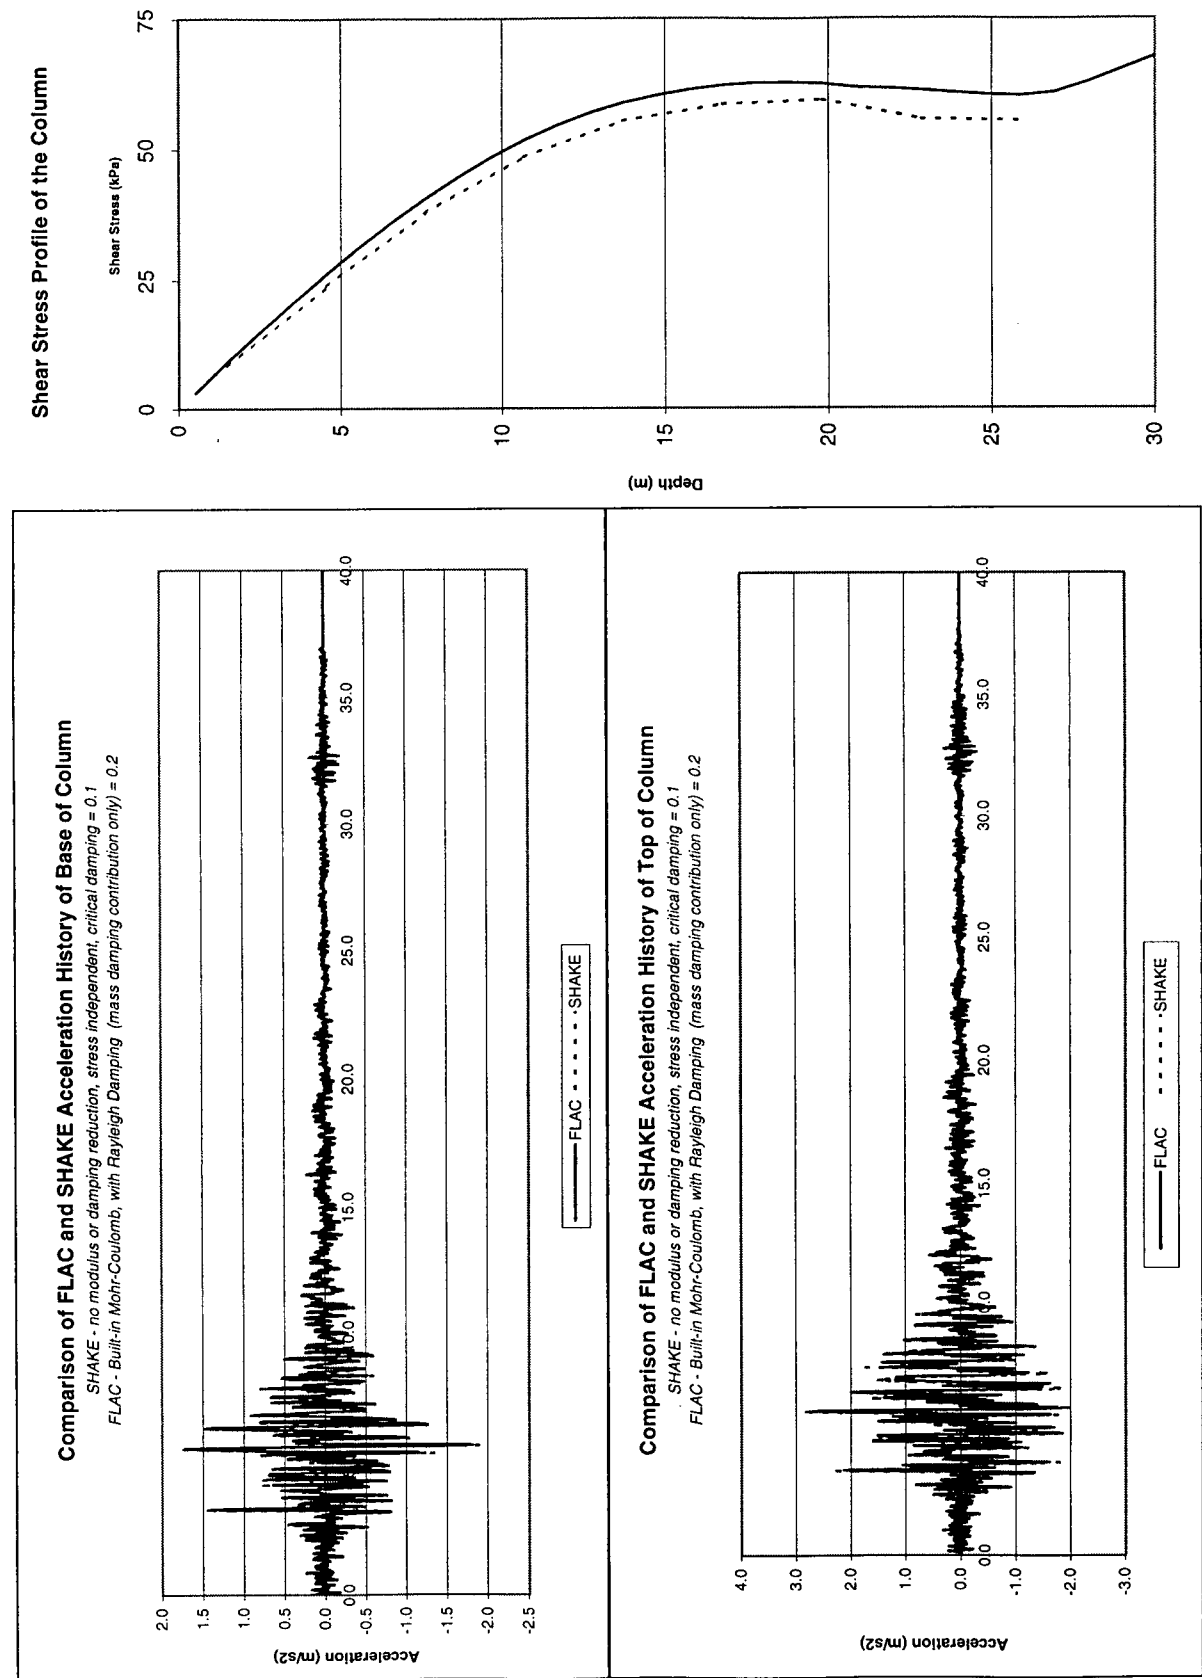 Comparison of FLAC and SHAKE Acceleration History of Base of Column
SHAKE - no modulus or damping reduction, stress independent, critical damping = 0.1
FLAC - Built-in Mohr-Coulomb, with Rayleigh Damping (mass damping contribution only) = 0.2
Acceleration (m/s2)
2.0
1.5
1.0
0.5
0.0
-0.5
-1.0
-1.5
-2.0
-2.5
0.0 15.0 20.0 25.0 30.0 35.0 40.0
FLAC SHAKE
Comparison of FLAC and SHAKE Acceleration History of Top of Column
SHAKE - no modulus or damping reduction, stress independent, critical damping = 0.1
FLAC - Built-in Mohr-Coulomb, with Rayleigh Damping (mass damping contribution only) = 0.2
Acceleration (m/s2)
4.0
3.0
2.0
1.0
0.0
-1.0
-2.0
-3.0
0.0 15.0 20.0 25.0 30.0 35.0 40.0
FLAC SHAKE
Shear Stress Profile of the Column
Shear Stress (kPa)
0 25 50 75
Depth (m)
0
5
10
15
20
25
30